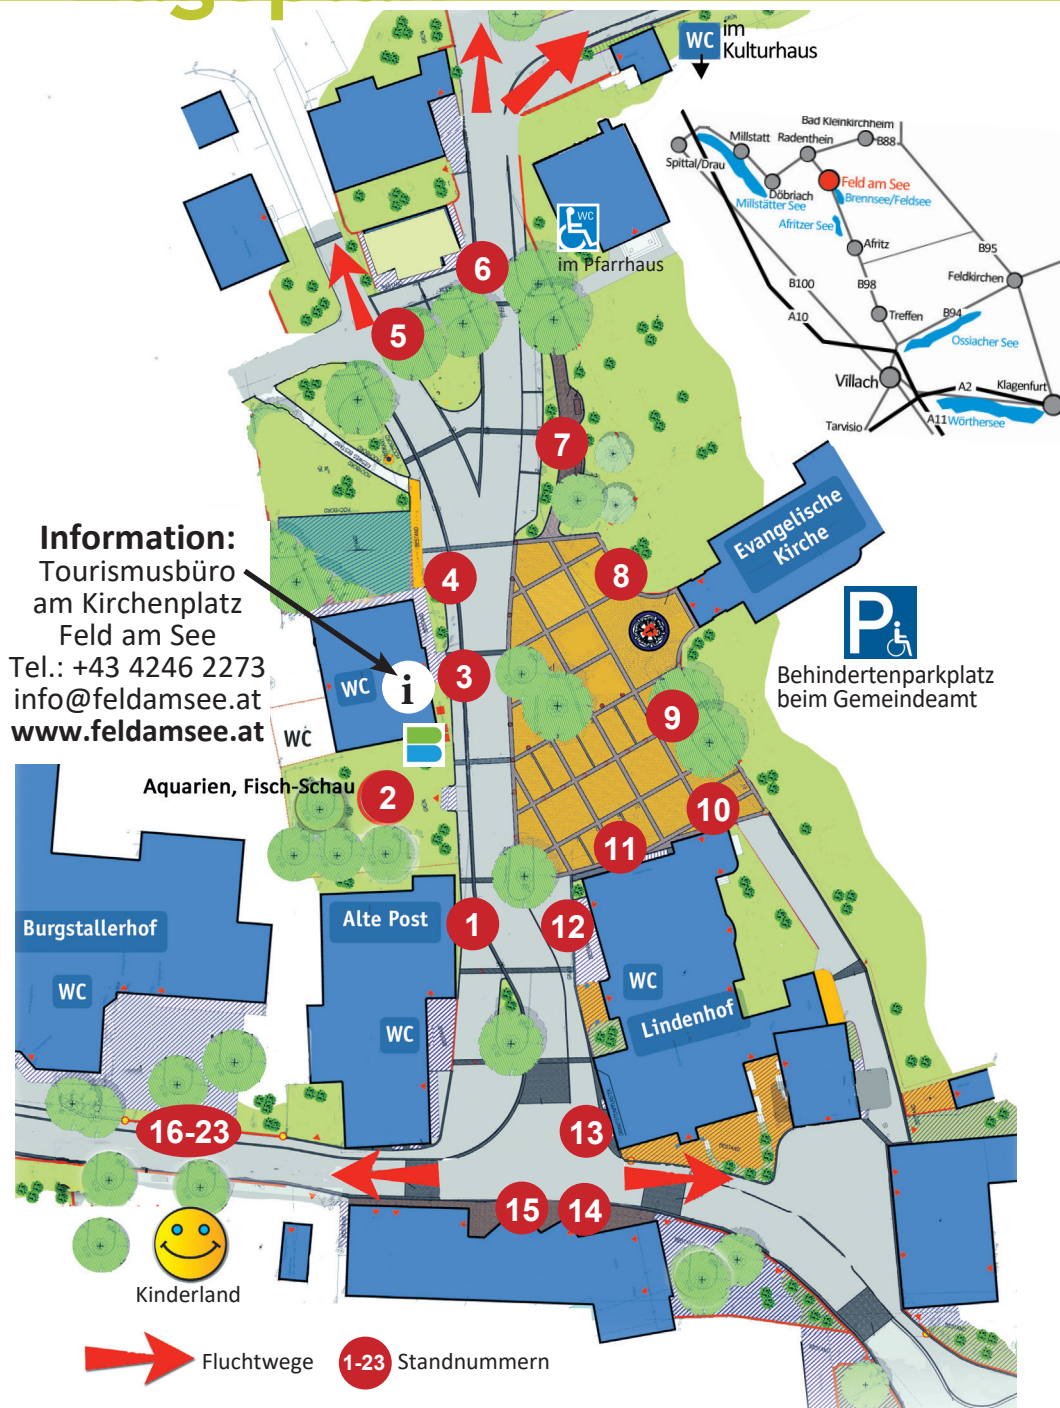 WC im
Kulturhaus
Bad Kleinkirchheim
Millstatt
Radenthein
B88
Spittal/Drau
Feld am See
Döbriach
Brennsee/Feldsee
Millstätter See
Afritzer See
Afritz
B95
Feldkirchen
B100
B98
A10
Treffen
B94
Ossiacher See
Villach
A2
Klagenfurt
A11
Wörthersee
Tarvisio
WC
im Pfarrhaus
6
5
7
Evangelische
Kirche
Information:
Tourismusbüro
am Kirchenplatz
Feld am See
Tel.: +43 4246 2273
info@feldamsee.at
www.feldamsee.at
4
8
3
WC
i
WC
9
P
Behindertenparkplatz
beim Gemeindeamt
Aquarien, Fisch-Schau
2
10
11
Burgstallerhof
WC
Alte Post
WC
1
12
WC
Lindenhof
16-23
13
15
14
Kinderland
Fluchtwege
1-23 Standnummern